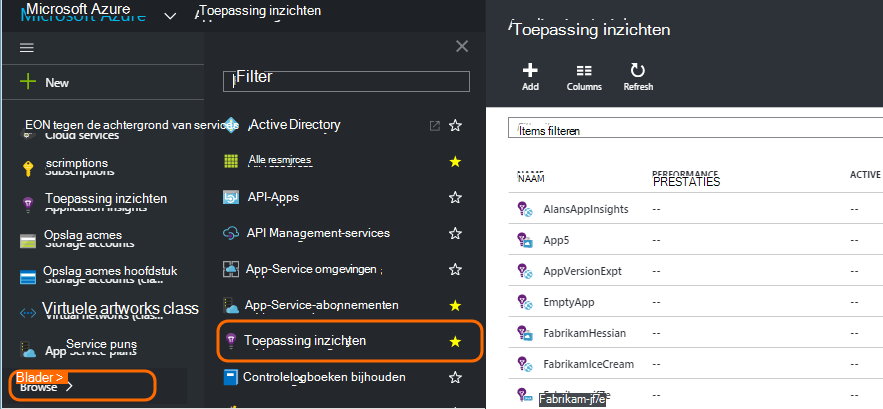 Microsoft Azure
Toepassing inzichten
New
EON tegen de achtergrond van services
Cloud services
scrimptions
Subscriptions
Toepassing inzichten
Application Insights
Opslag acmes
Storage accounts
Opslag acmes hoofdstuk
Storage accounts (cla...
Virtuele artworks class
Virtual networks (clas...
Service puns
App Service plans
Blader >
Browse >
Filter
Active Directory
Alle resmjroes
API-Apps
API Management-services
App-Service omgevingen ;
App-Service-abonnementen
Toepassing inzichten
Controlelogboeken bijhouden
Toepassing inzichten
Add
Columns
Refresh
Items filteren
NAME
NAAM
PERFORMANCE
PRESTATIES
ACTIVE
AlansAppInsights -- --
App5 -- --
AppVersionExpt -- --
EmptyApp -- --
FabrikamHessian -- --
FabrikamIceCream -- --
Fabrikam-jf7e -- --